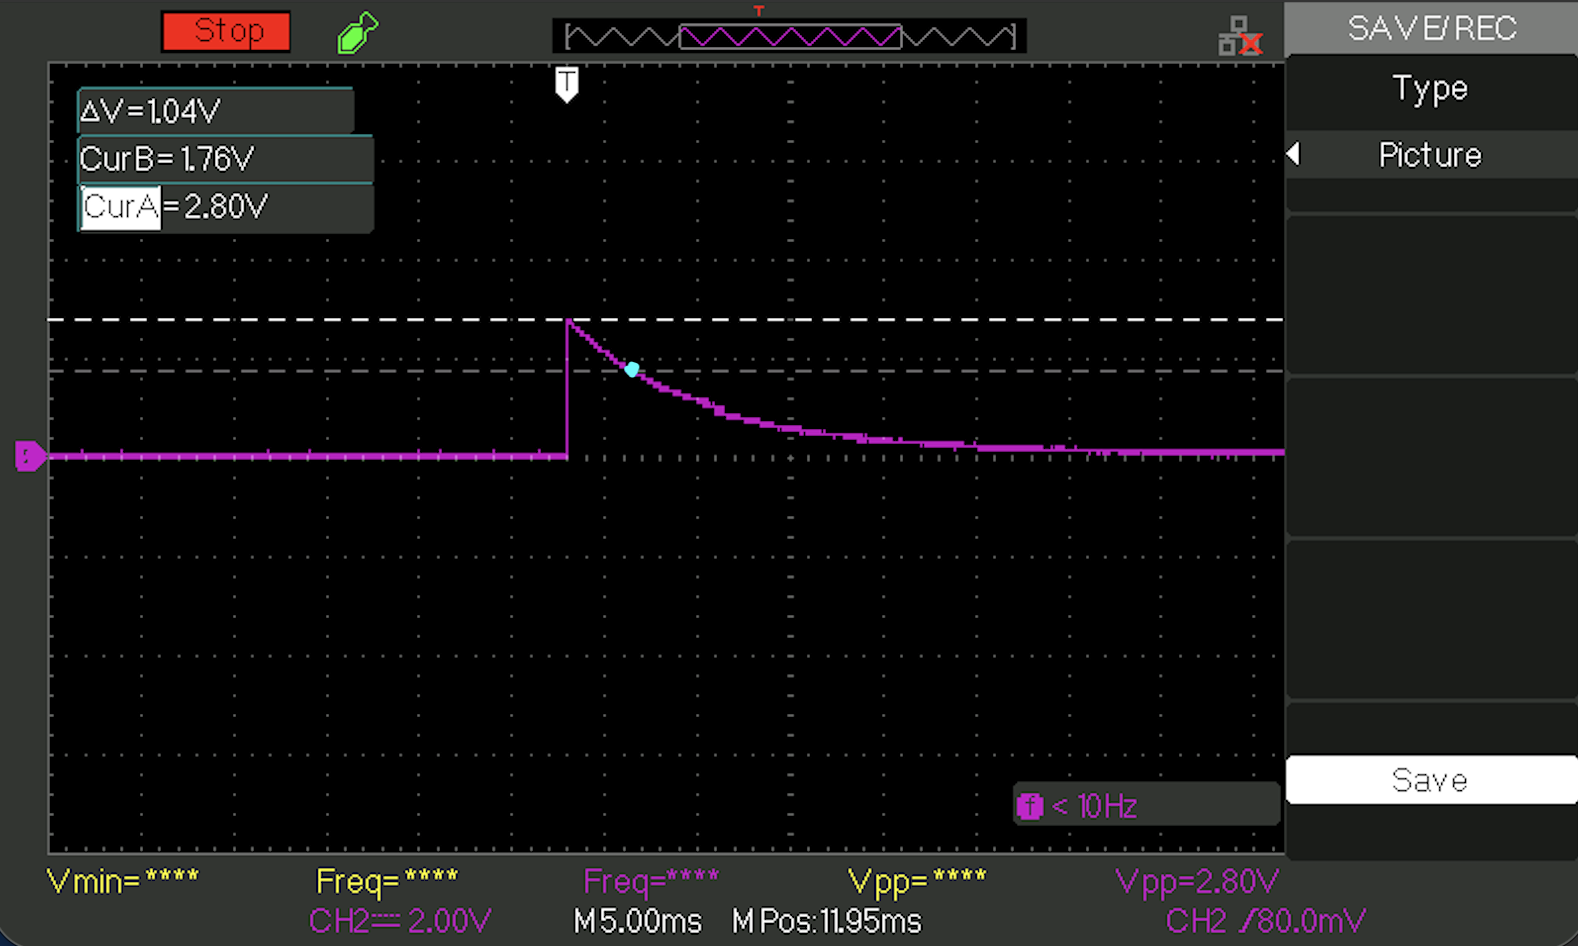 Stop
T
SAVE/REC
T
Type
Picture
ΔV=1.04V
CurB=1.76V
CurA=2.80V
Save
f < 10Hz
Vmin=**** Freq=**** Freq=**** Vpp=**** Vpp=2.80V
CH2⎓ 2.00V M 5.00ms M Pos:11.95ms CH2 /80.0mV